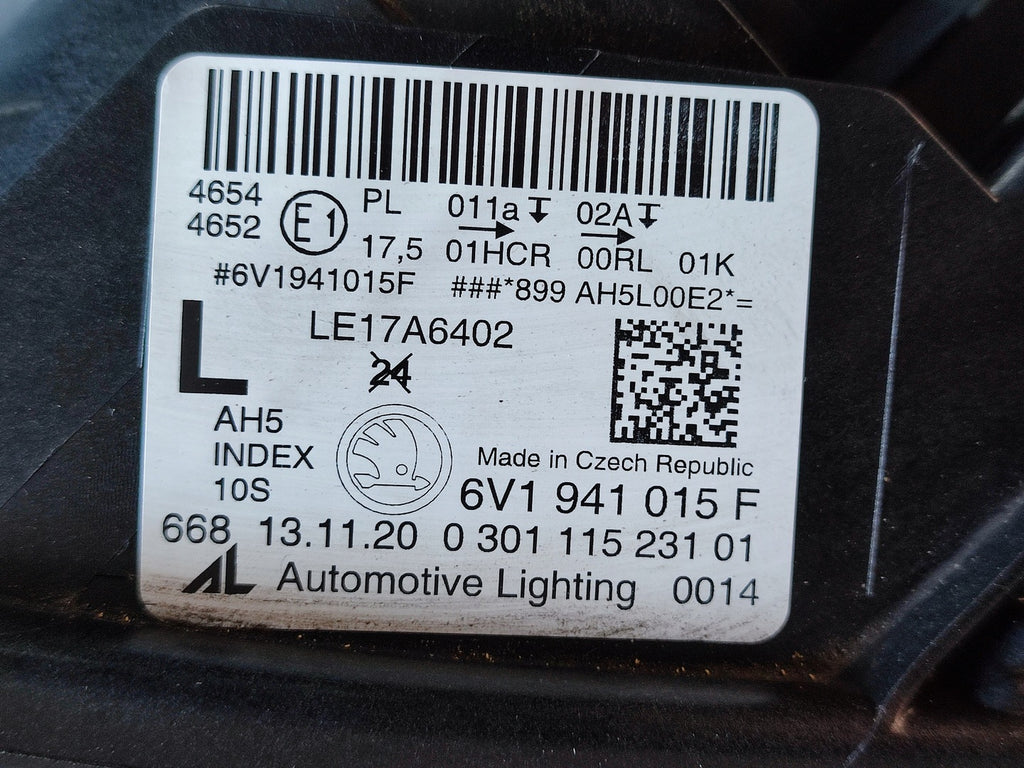 4654 PL 011a 02A
4652 E1 17,5 01HCR 00RL 01K
#6V1941015F ###*899 AH5L00E2*=
L LE17A6402
24
AH5
INDEX Made in Czech Republic
10S 6V1 941 015 F
668 13.11.20 0 301 115 231 01
AL Automotive Lighting 0014